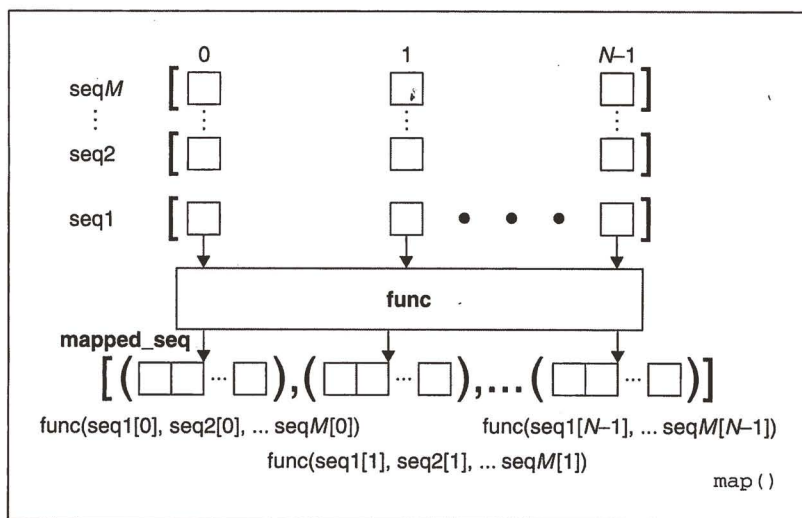 0 1 N–1
seqM
seq2
seq1
func
mapped_seq
[( ... ),( ... ),...( ... )]
func(seq1[0], seq2[0], ... seqM[0]) func(seq1[N–1], ... seqM[N–1])
func(seq1[1], seq2[1], ... seqM[1])
map()